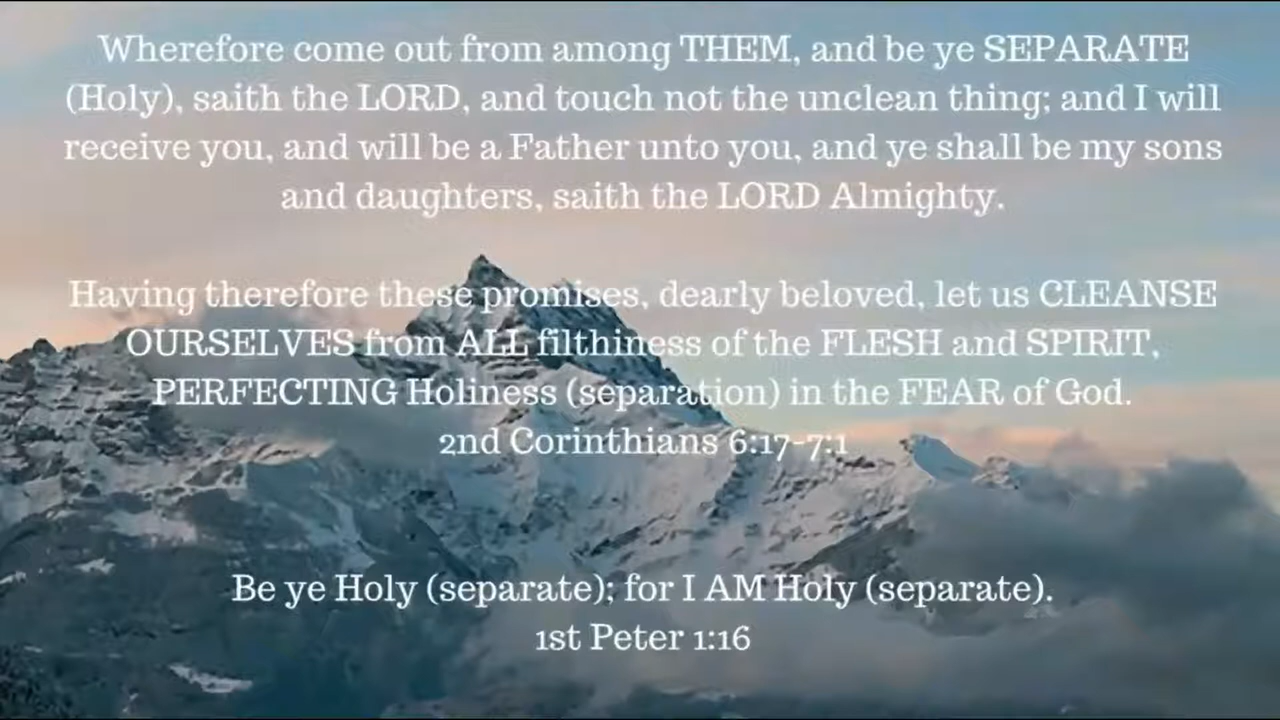 Wherefore come out from among THEM, and be ye SEPARATE
(Holy), saith the LORD, and touch not the unclean thing; and I will
receive you, and will be a Father unto you, and ye shall be my sons
and daughters, saith the LORD Almighty.
Having therefore these promises, dearly beloved, let us CLEANSE
OURSELVES from ALL filthiness of the FLESH and SPIRIT,
PERFECTING Holiness (separation) in the FEAR of God.
2nd Corinthians 6:17-7:1
Be ye Holy (separate); for I AM Holy (separate).
1st Peter 1:16